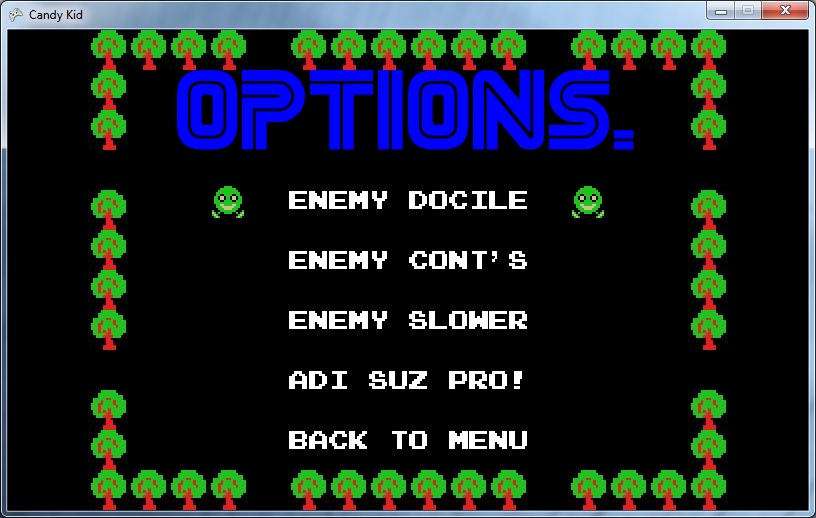 Candy Kid
OPTIONS.
ENEMY DOCILE
ENEMY CONT'S
ENEMY SLOWER
ADI SUZ PRO!
BACK TO MENU